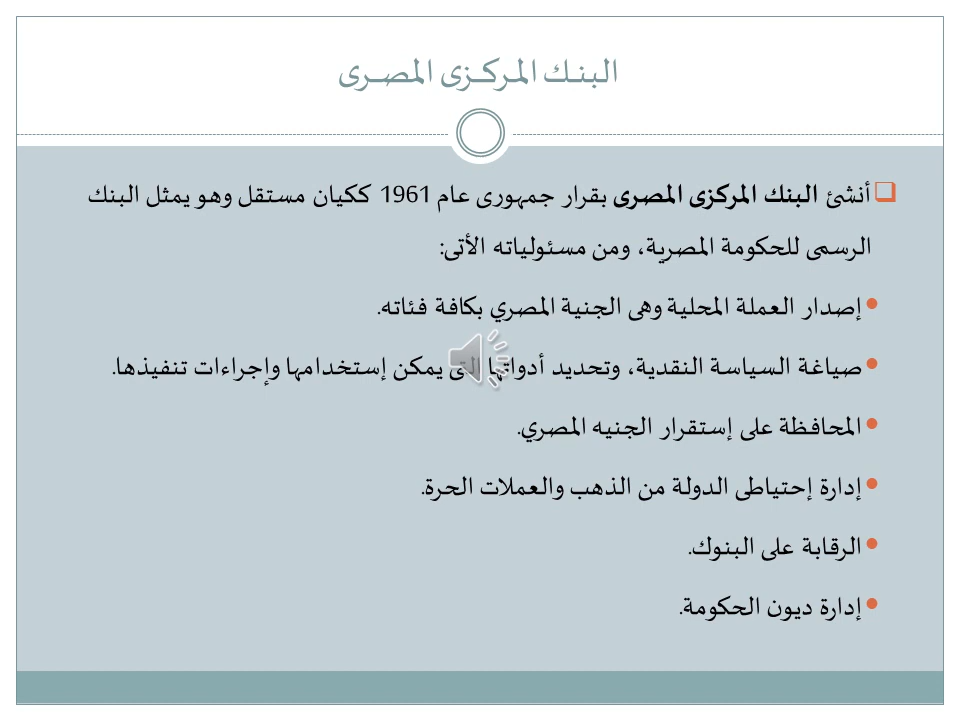 البنك المركزى المصرى
أنشئ البنك المركزى المصرى بقرار جمهورى عام 1961 ككيان مستقل وهو يمثل البنك
الرسمى للحكومة المصرية، ومن مسئولياته الأتى:
إصدار العملة المحلية وهى الجنية المصري بكافة فئاته.
صياغة السياسة النقدية، وتحديد أدواتها التى يمكن إستخدامها وإجراءات تنفيذها.
المحافظة على إستقرار الجنيه المصري.
إدارة إحتياطى الدولة من الذهب والعملات الحرة.
الرقابة على البنوك.
إدارة ديون الحكومة.